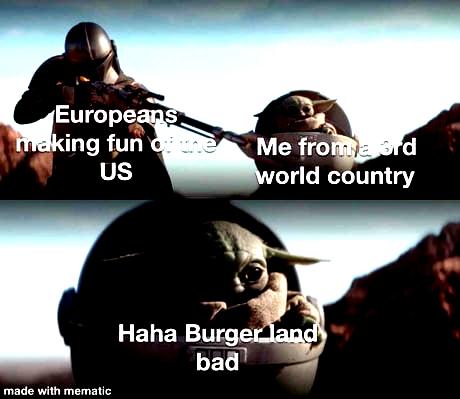 Europeans
making fun of the
US
Me from a 3rd
world country
Haha Burger land
bad
made with mematic